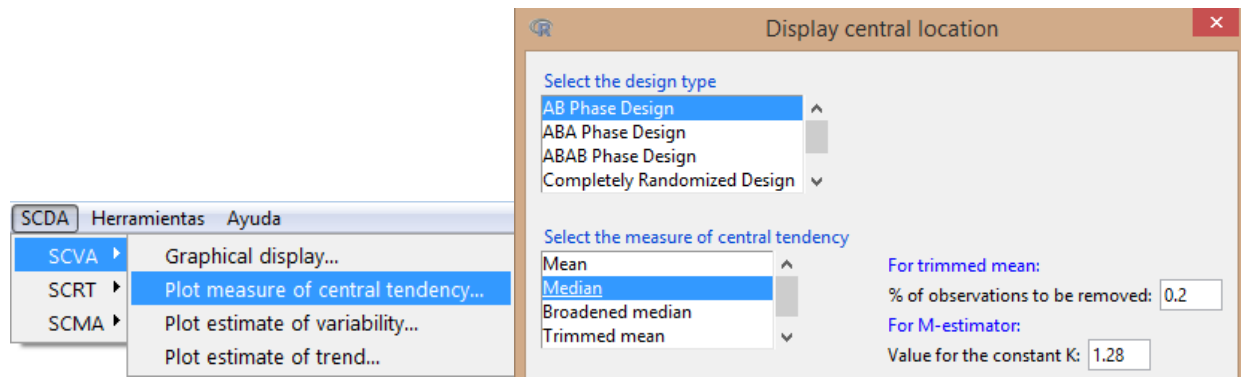 SCDA Herramientas Ayuda
SCVA
SCRT
SCMA
Graphical display...
Plot measure of central tendency...
Plot estimate of variability...
Plot estimate of trend...
Display central location
Select the design type
AB Phase Design
ABA Phase Design
ABAB Phase Design
Completely Randomized Design
Select the measure of central tendency
Mean
Median
Broadened median
Trimmed mean
For trimmed mean:
% of observations to be removed: 0.2
For M-estimator:
Value for the constant K: 1.28